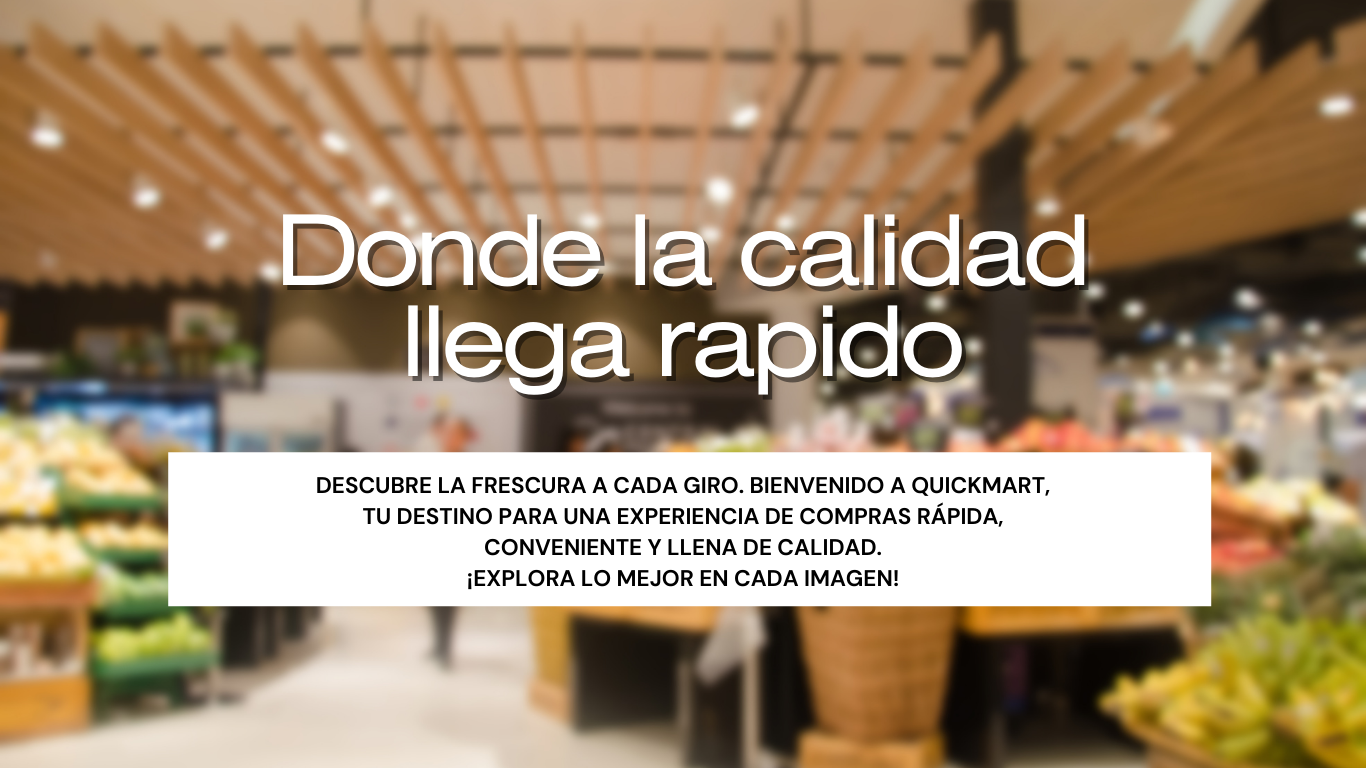 Donde la calidad
llega rapido
DESCUBRE LA FRESCURA A CADA GIRO. BIENVENIDO A QUICKMART,
TU DESTINO PARA UNA EXPERIENCIA DE COMPRAS RÁPIDA,
CONVENIENTE Y LLENA DE CALIDAD.
¡EXPLORA LO MEJOR EN CADA IMAGEN!